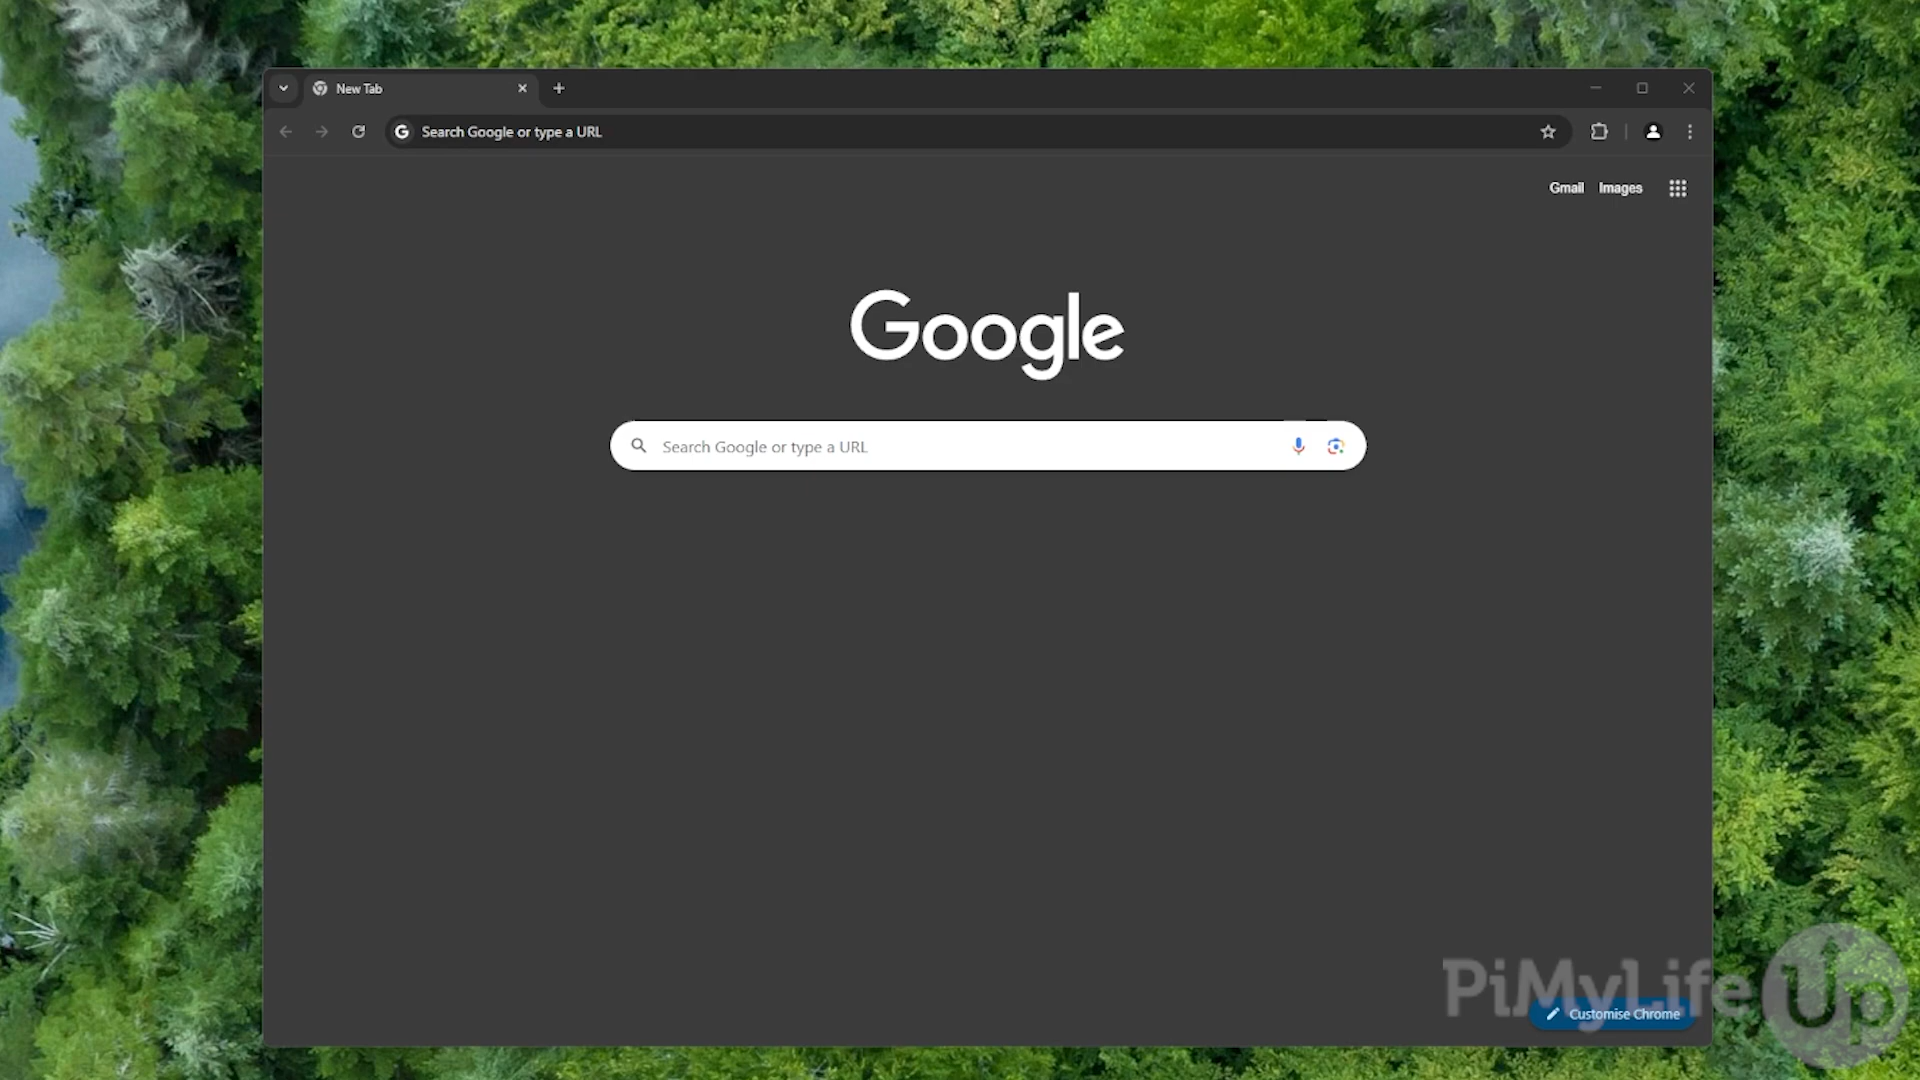 New Tab
Search Google or type a URL
Gmail Images
Google
Search Google or type a URL
PiMyLifeUp
Customise Chrome